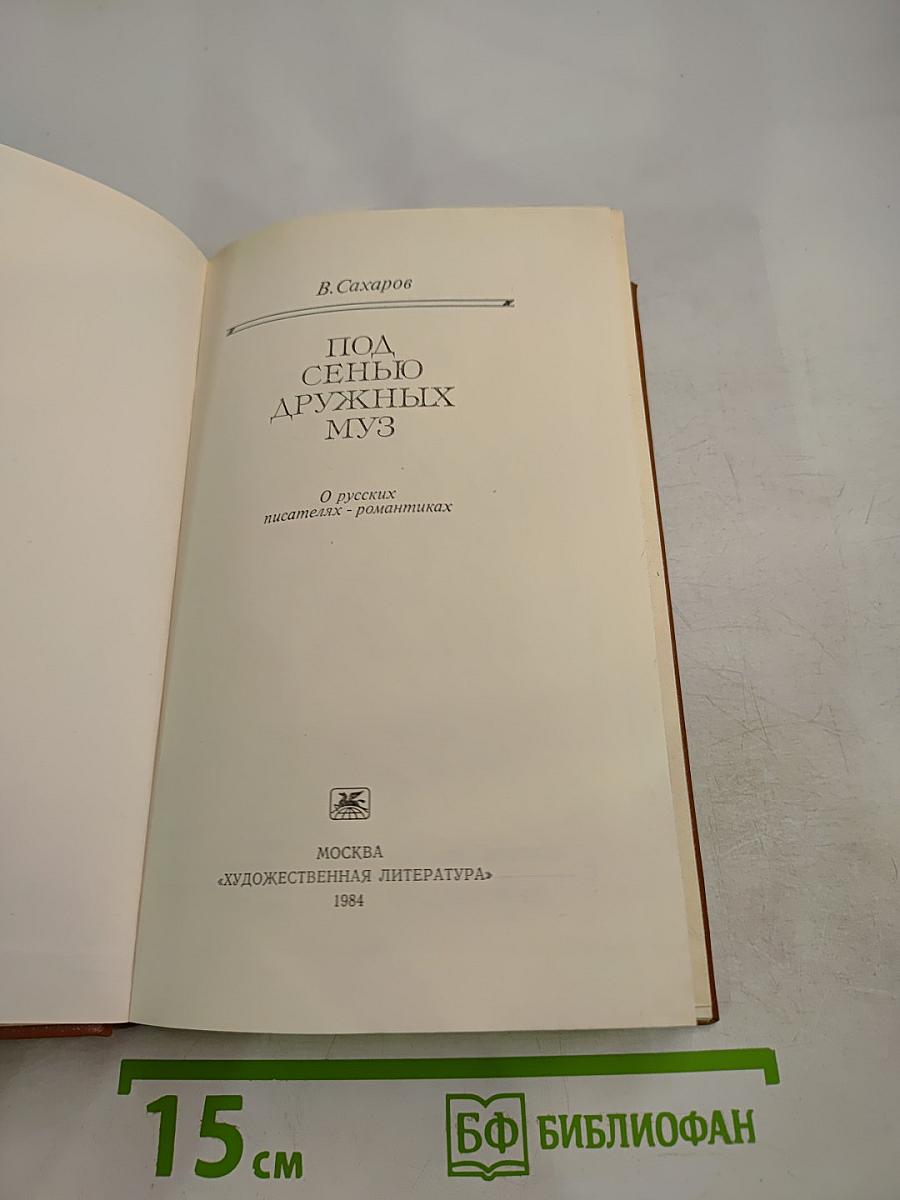 В. Сахаров
ПОД
СЕНЬЮ
ДРУЖНЫХ
МУЗ
О русских
писателях - романтиках
МОСКВА
«ХУДОЖЕСТВЕННАЯ ЛИТЕРАТУРА»
1984
15 см
БФ БИБЛИОФАН